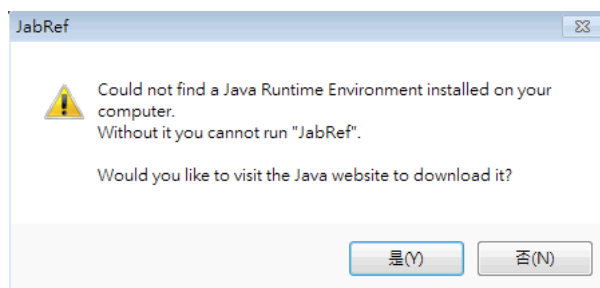 JabRef
Could not find a Java Runtime Environment installed on your
computer.
Without it you cannot run "JabRef".
Would you like to visit the Java website to download it?
是(Y)
否(N)